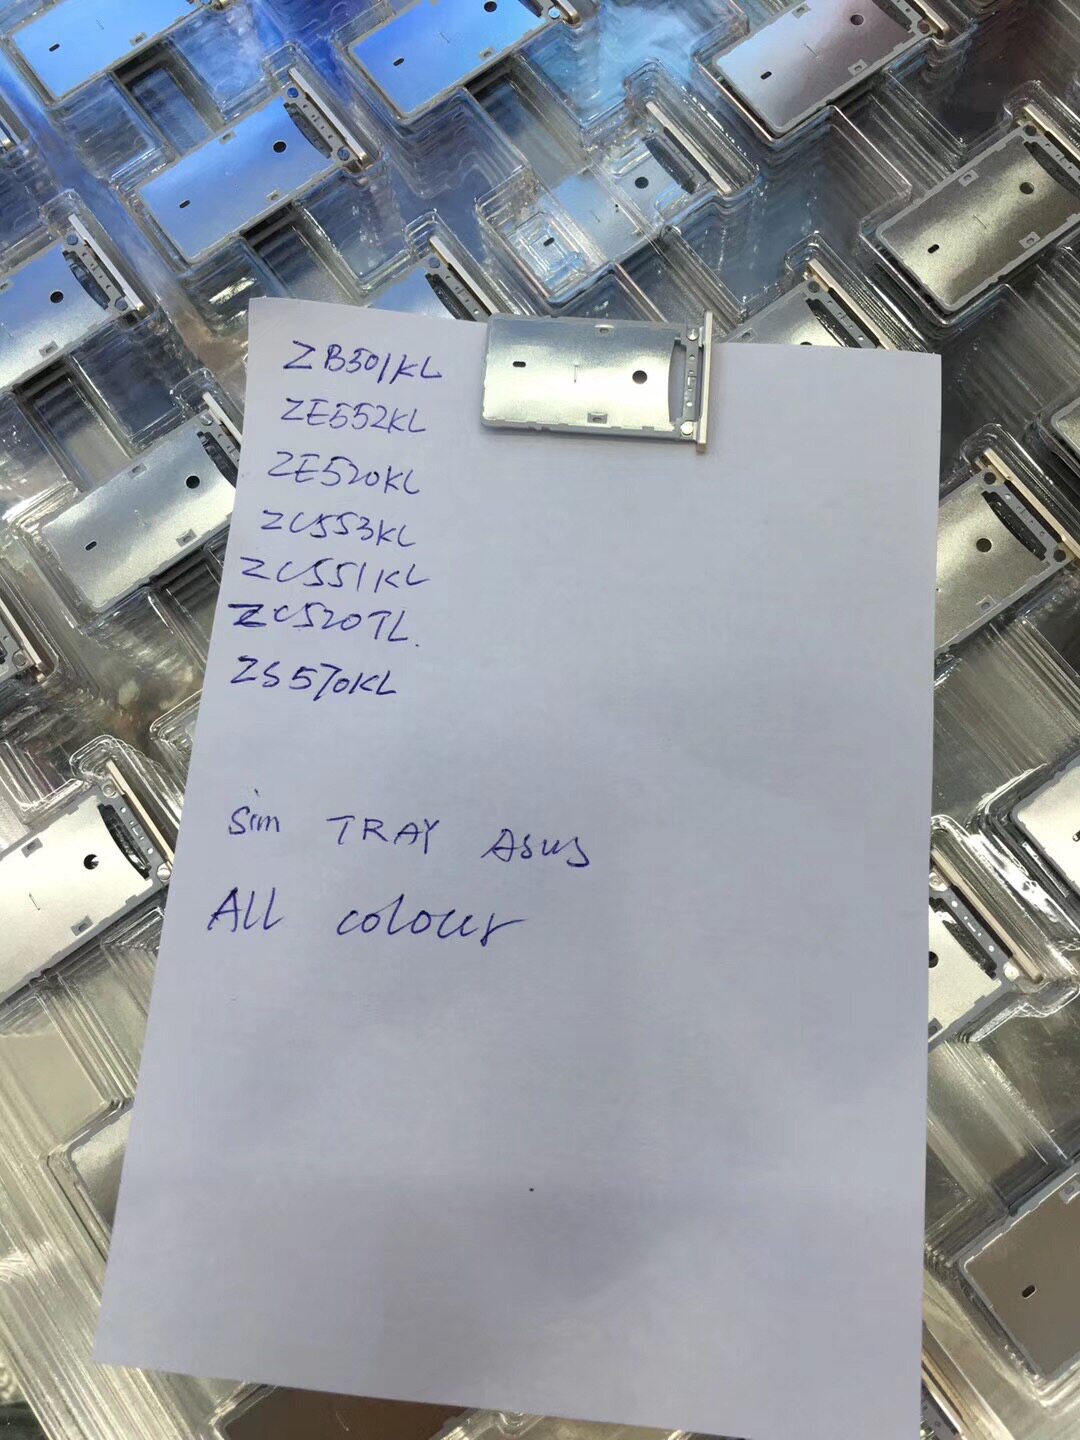 ZB501KL
ZE552KL
ZE520KL
ZC553KL
ZC551KL
ZC520TL.
ZS570KL
Sim TRAY Asus
All colour